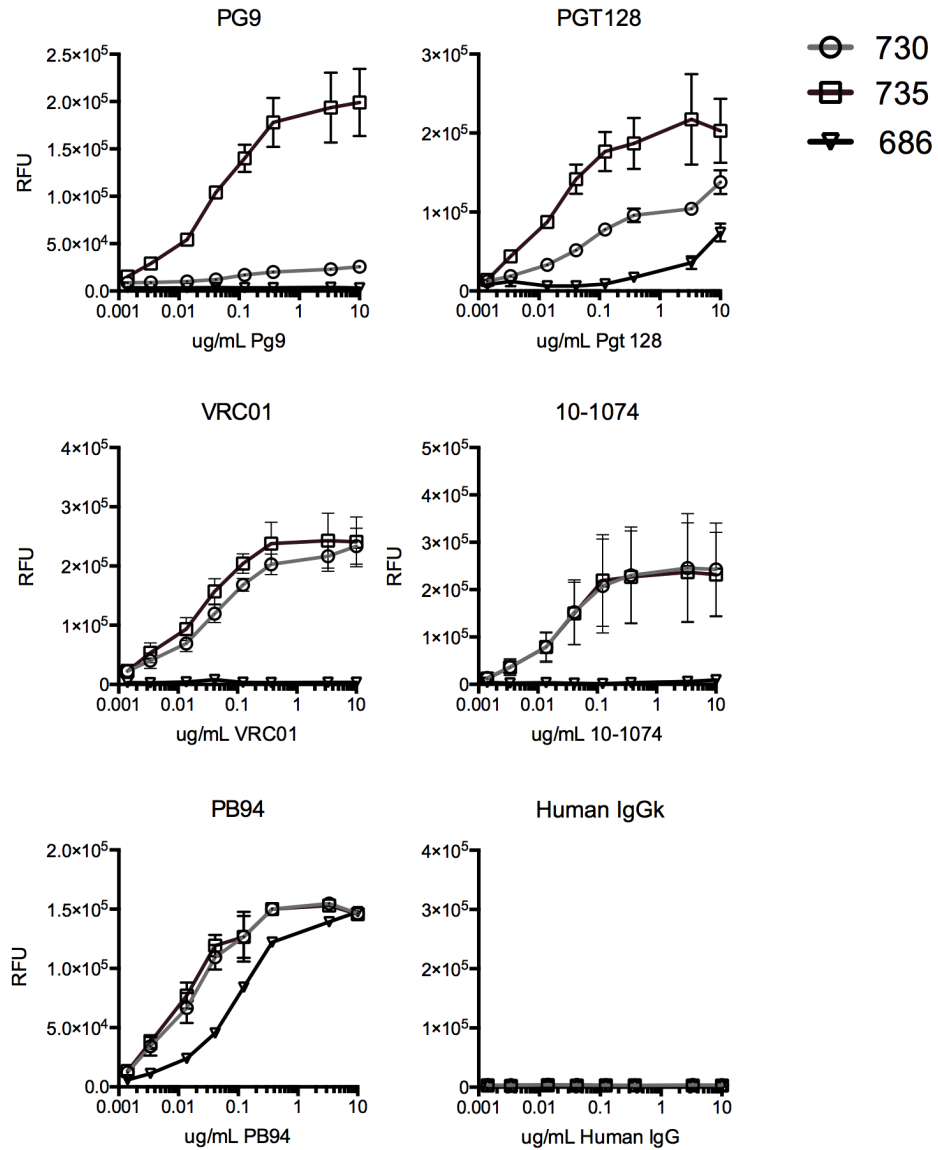 PG9
PGT128
730
735
686
2.5×10⁵
2.0×10⁵
1.5×10⁵
1.0×10⁵
5.0×10⁴
0.0
RFU
0.001 0.01 0.1 1 10
ug/mL Pg9
3×10⁵
2×10⁵
1×10⁵
0
0.001 0.01 0.1 1 10
ug/mL Pgt 128
VRC01
10-1074
4×10⁵
3×10⁵
2×10⁵
1×10⁵
0
RFU
0.001 0.01 0.1 1 10
ug/mL VRC01
5×10⁵
4×10⁵
3×10⁵
2×10⁵
1×10⁵
0
RFU
0.001 0.01 0.1 1 10
ug/mL 10-1074
PB94
Human IgGk
2.0×10⁵
1.5×10⁵
1.0×10⁵
5.0×10⁴
0.0
RFU
0.001 0.01 0.1 1 10
ug/mL PB94
4×10⁵
3×10⁵
2×10⁵
1×10⁵
0
0.001 0.01 0.1 1 10
ug/mL Human IgG